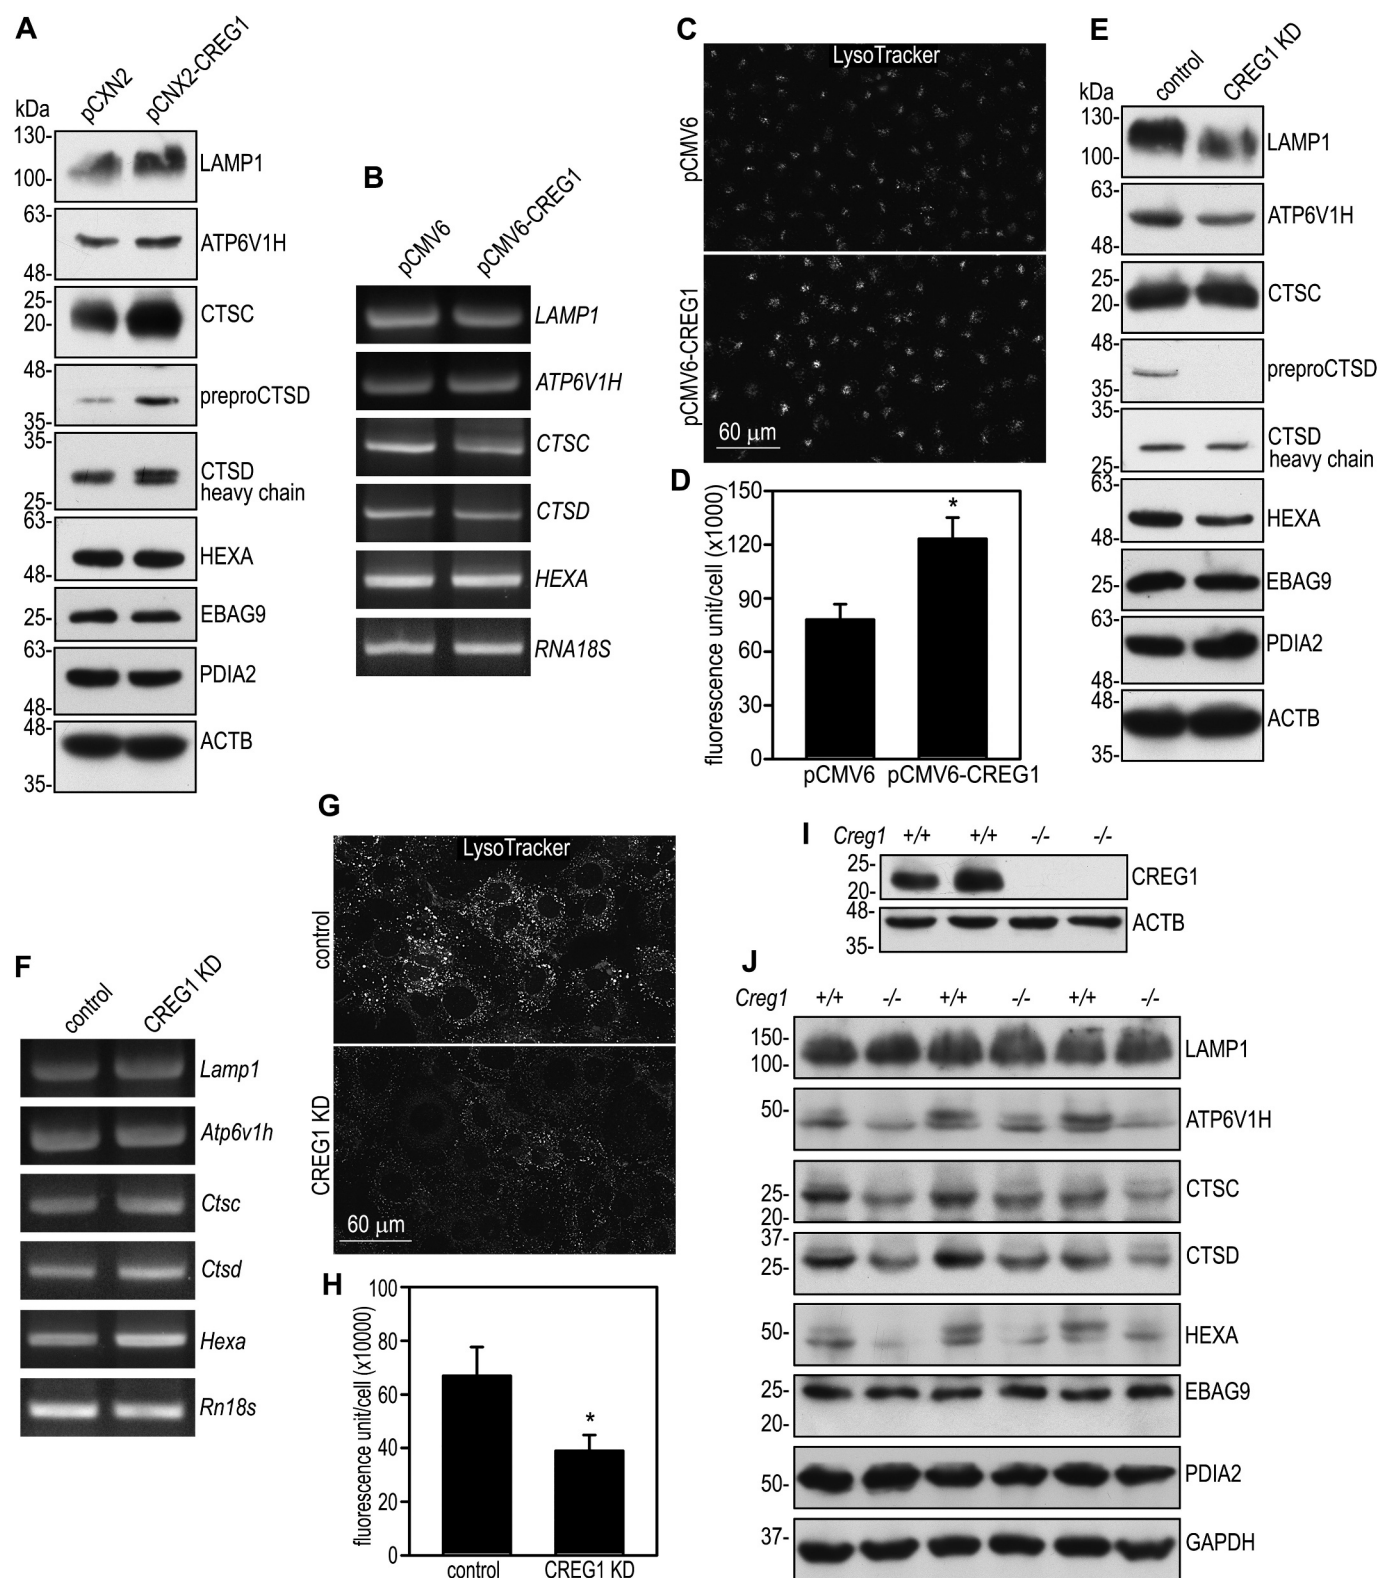 A
pCXN2
pCNX2-CREG1
kDa
130-
100-
LAMP1
63-
48-
ATP6V1H
25-
20-
CTSC
48-
35-
preproCTSD
35-
25-
CTSD
heavy chain
63-
48-
HEXA
25-
EBAG9
63-
48-
PDIA2
48-
35-
ACTB
B
pCMV6
pCMV6-CREG1
LAMP1
ATP6V1H
CTSC
CTSD
HEXA
RNA18S
C
LysoTracker
pCMV6
pCMV6-CREG1
60 µm
D
fluorescence unit/cell (x1000)
150
120
90
60
30
0
*
pCMV6 pCMV6-CREG1
E
control
CREG1 KD
kDa
130-
100-
LAMP1
63-
48-
ATP6V1H
25-
20-
CTSC
48-
35-
preproCTSD
35-
25-
CTSD
heavy chain
63-
48-
HEXA
25-
EBAG9
63-
48-
PDIA2
48-
35-
ACTB
F
control
CREG1 KD
Lamp1
Atp6v1h
Ctsc
Ctsd
Hexa
Rn18s
G
LysoTracker
control
CREG1 KD
60 µm
H
fluorescence unit/cell (x10000)
100
80
60
40
20
0
*
control CREG1 KD
I
Creg1 +/+ +/+ -/- -/-
25-
20-
CREG1
48-
35-
ACTB
J
Creg1 +/+ -/- +/+ -/- +/+ -/-
150-
100-
LAMP1
50-
ATP6V1H
25-
20-
CTSC
37-
25-
CTSD
50-
HEXA
25-
20-
EBAG9
50-
PDIA2
37-
GAPDH